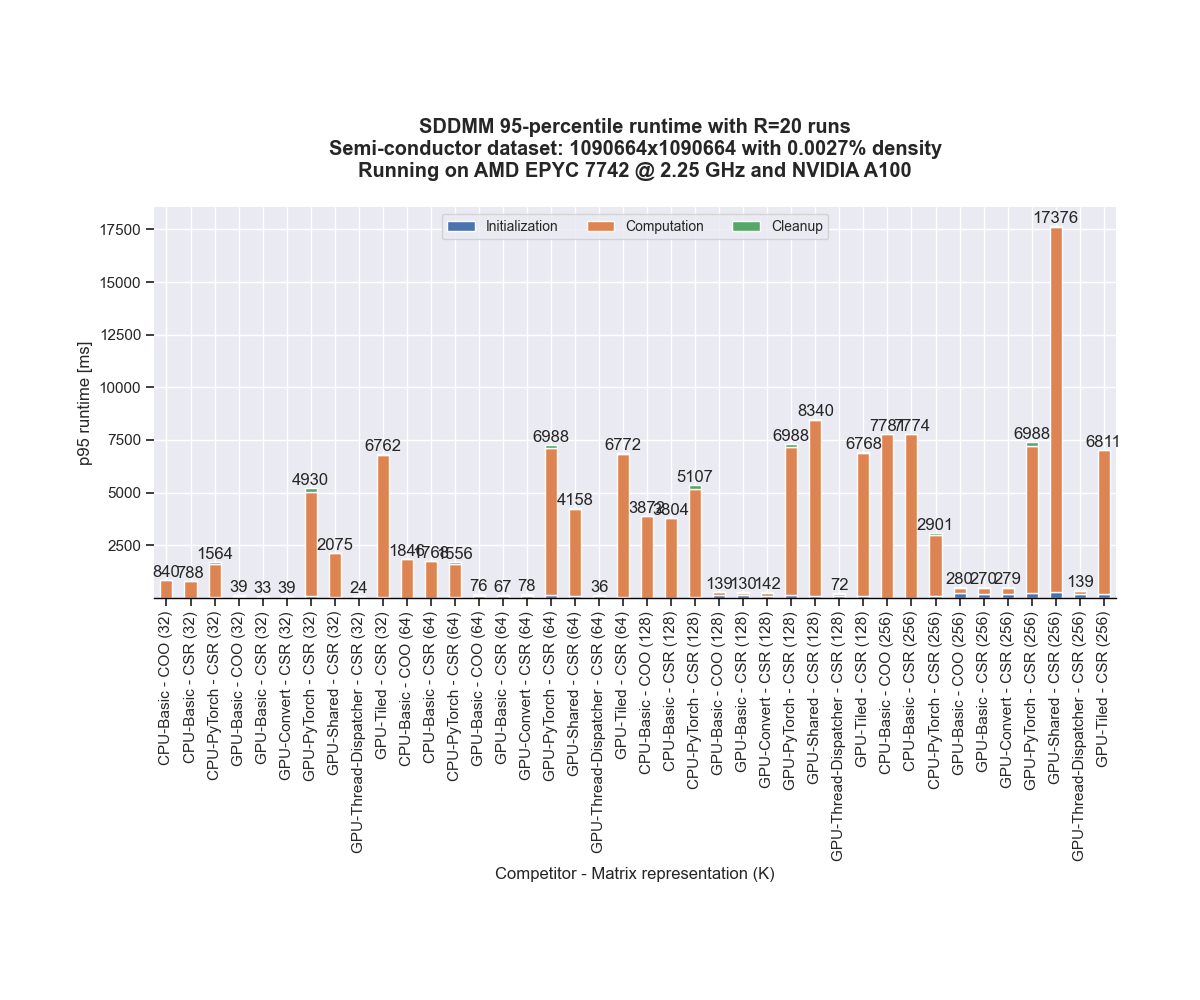 SDDMM 95-percentile runtime with R=20 runs
Semi-conductor dataset: 1090664x1090664 with 0.0027% density
Running on AMD EPYC 7742 @ 2.25 GHz and NVIDIA A100
Initialization Computation Cleanup
p95 runtime [ms]
17500
15000
12500
10000
7500
5000
2500
840
788
1564
39
33
39
4930
2075
24
6762
1846
1768
1556
76
67
78
6988
4158
36
6772
3872
3804
5107
139
130
142
6988
8340
72
6768
7787
7774
2901
280
270
279
6988
17376
139
6811
CPU-Basic - COO (32)
CPU-Basic - CSR (32)
CPU-PyTorch - CSR (32)
GPU-Basic - COO (32)
GPU-Basic - CSR (32)
GPU-Convert - CSR (32)
GPU-PyTorch - CSR (32)
GPU-Shared - CSR (32)
GPU-Thread-Dispatcher - CSR (32)
GPU-Tiled - CSR (32)
CPU-Basic - COO (64)
CPU-Basic - CSR (64)
CPU-PyTorch - CSR (64)
GPU-Basic - COO (64)
GPU-Basic - CSR (64)
GPU-Convert - CSR (64)
GPU-PyTorch - CSR (64)
GPU-Shared - CSR (64)
GPU-Thread-Dispatcher - CSR (64)
GPU-Tiled - CSR (64)
CPU-Basic - COO (128)
CPU-Basic - CSR (128)
CPU-PyTorch - CSR (128)
GPU-Basic - COO (128)
GPU-Basic - CSR (128)
GPU-Convert - CSR (128)
GPU-PyTorch - CSR (128)
GPU-Shared - CSR (128)
GPU-Thread-Dispatcher - CSR (128)
GPU-Tiled - CSR (128)
CPU-Basic - COO (256)
CPU-Basic - CSR (256)
CPU-PyTorch - CSR (256)
GPU-Basic - COO (256)
GPU-Basic - CSR (256)
GPU-Convert - CSR (256)
GPU-PyTorch - CSR (256)
GPU-Shared - CSR (256)
GPU-Thread-Dispatcher - CSR (256)
GPU-Tiled - CSR (256)
Competitor - Matrix representation (K)